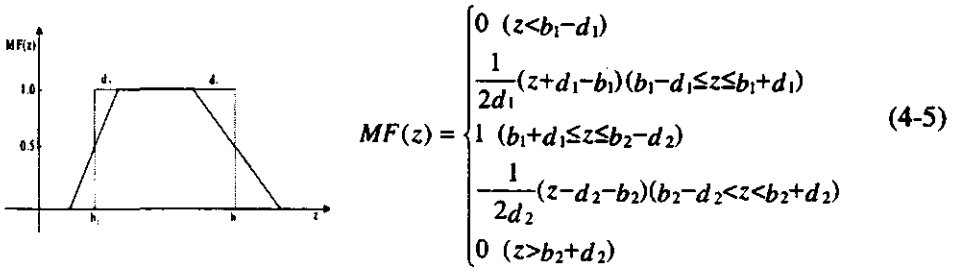 MF(z)
d₁ d
1.0
0.5
b₁ b z
0 (z<b₁−d₁)
1/2d₁ (z+d₁−b₁)(b₁−d₁≤z≤b₁+d₁)
MF(z) = { 1 (b₁+d₁≤z≤b₂−d₂) (4-5)
−1/2d₂ (z−d₂−b₂)(b₂−d₂<z<b₂+d₂)
0 (z>b₂+d₂)